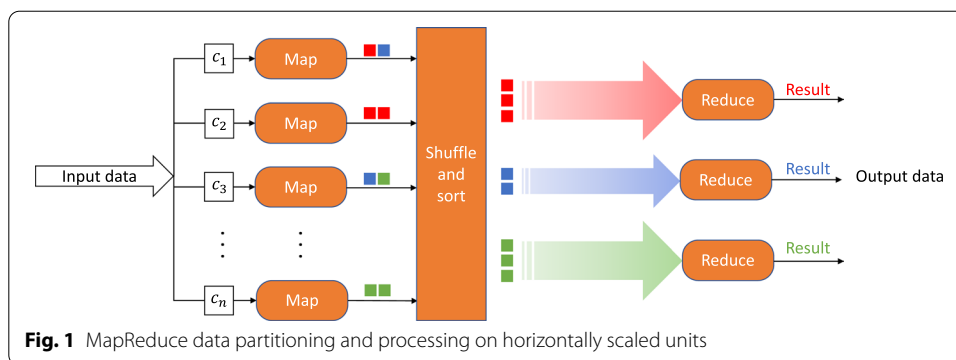 Input data
c₁
Map
c₂
Map
c₃
Map
⋮ ⋮
cₙ
Map
Shuffle
and
sort
Reduce
Result
Reduce
Result
Reduce
Result
Output data
Fig. 1 MapReduce data partitioning and processing on horizontally scaled units